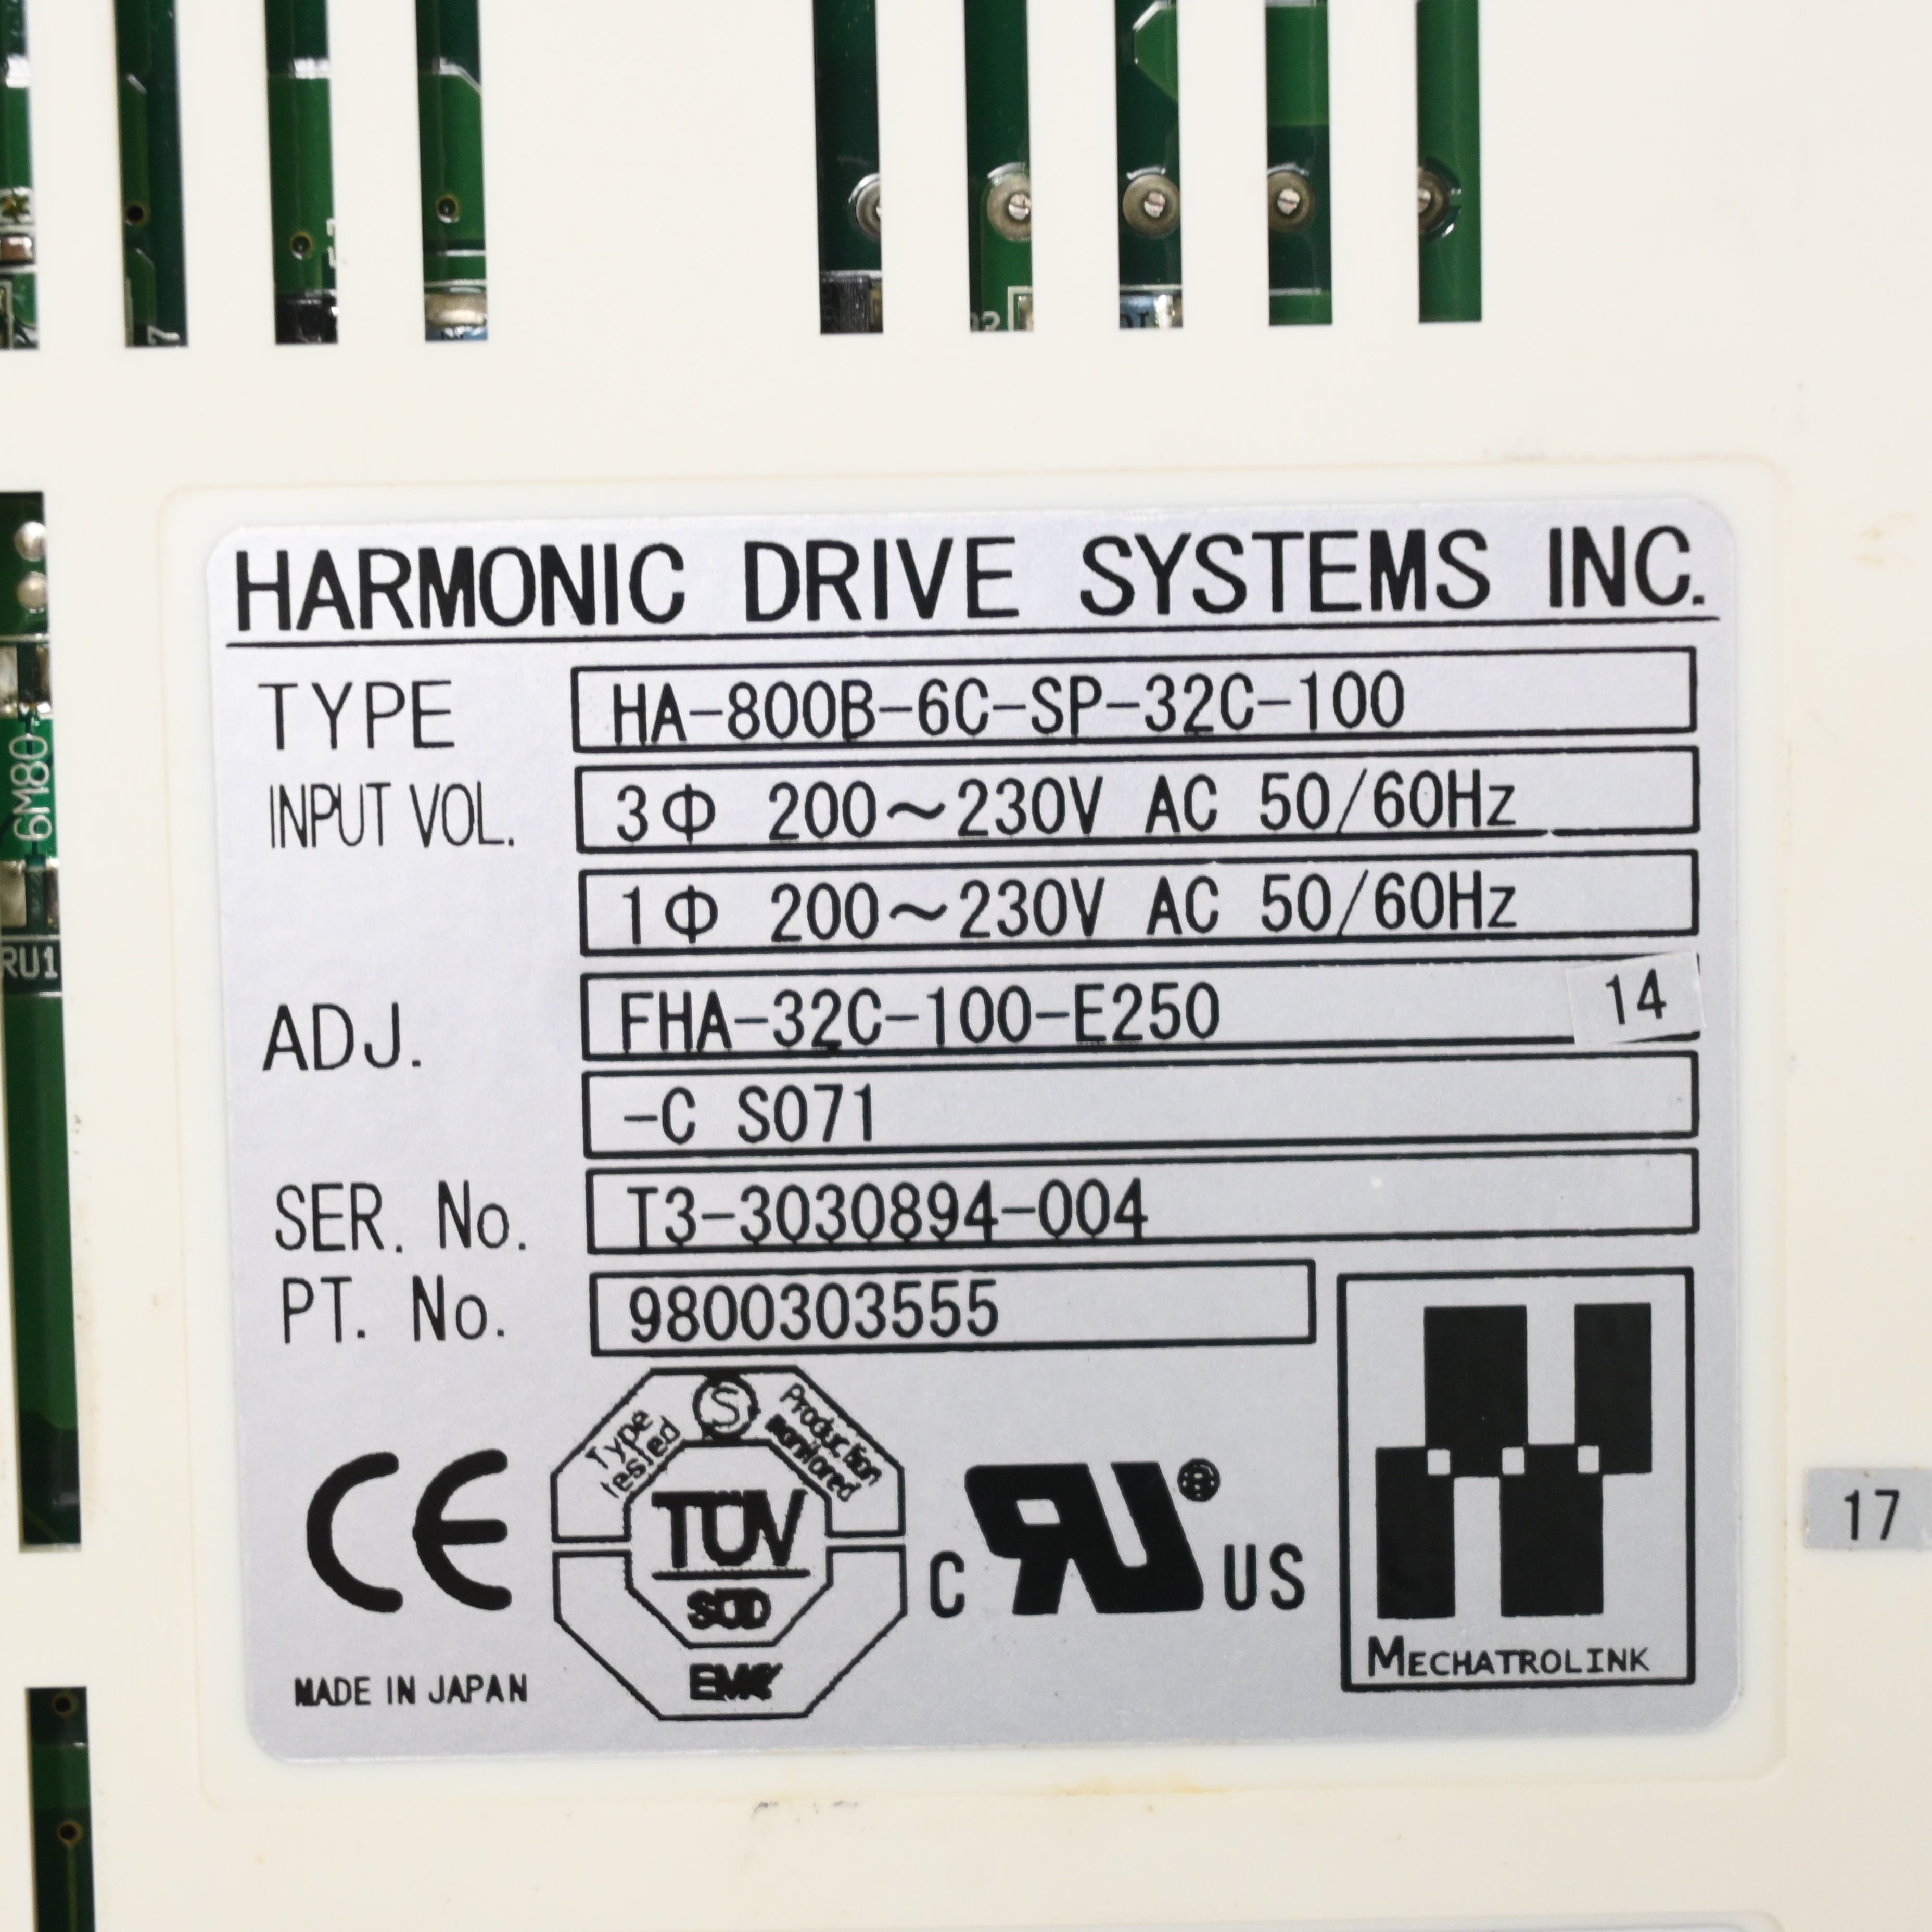 HARMONIC DRIVE SYSTEMS INC.
TYPE HA-800B-6C-SP-32C-100
INPUT VOL. 3Φ 200~230V AC 50/60Hz
1Φ 200~230V AC 50/60Hz
ADJ. FHA-32C-100-E250 14
-C S071
SER. No. T3-3030894-004
PT. No. 9800303555
CE
Type tested
S
Production monitored
TÜV
SÜD
EMC
C RU ® US
MECHATROLINK
MADE IN JAPAN
17
6M80
RU1